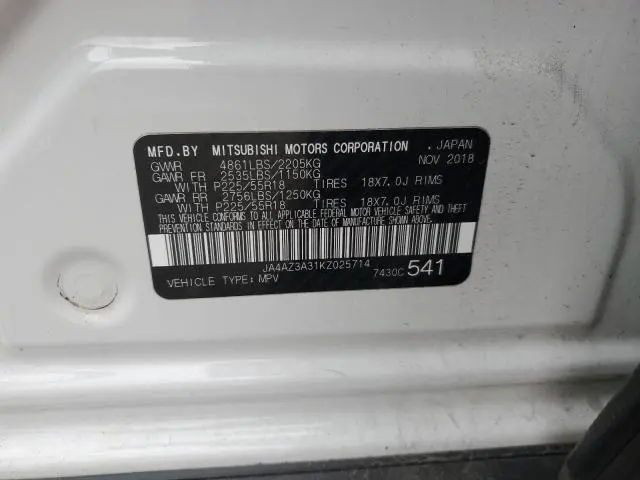 MFD.BY MITSUBISHI MOTORS CORPORATION . JAPAN
GVWR 4861LBS/2205KG NOV 2018
GAWR FR 2535LBS/1150KG
WITH P225/55R18 TIRES 18X7.0J RIMS
GAWR RR 2756LBS/1250KG
WITH P225/55R18 TIRES 18X7.0J RIMS
THIS VEHICLE CONFORMS TO ALL APPLICABLE FEDERAL MOTOR VEHICLE SAFETY AND THEFT
PREVENTION STANDARDS IN EFFECT ON THE DATE OF MANUFACTURE SHOWN ABOVE.
JA4AZ3A31KZ025714
VEHICLE TYPE:MPV 7430C 541